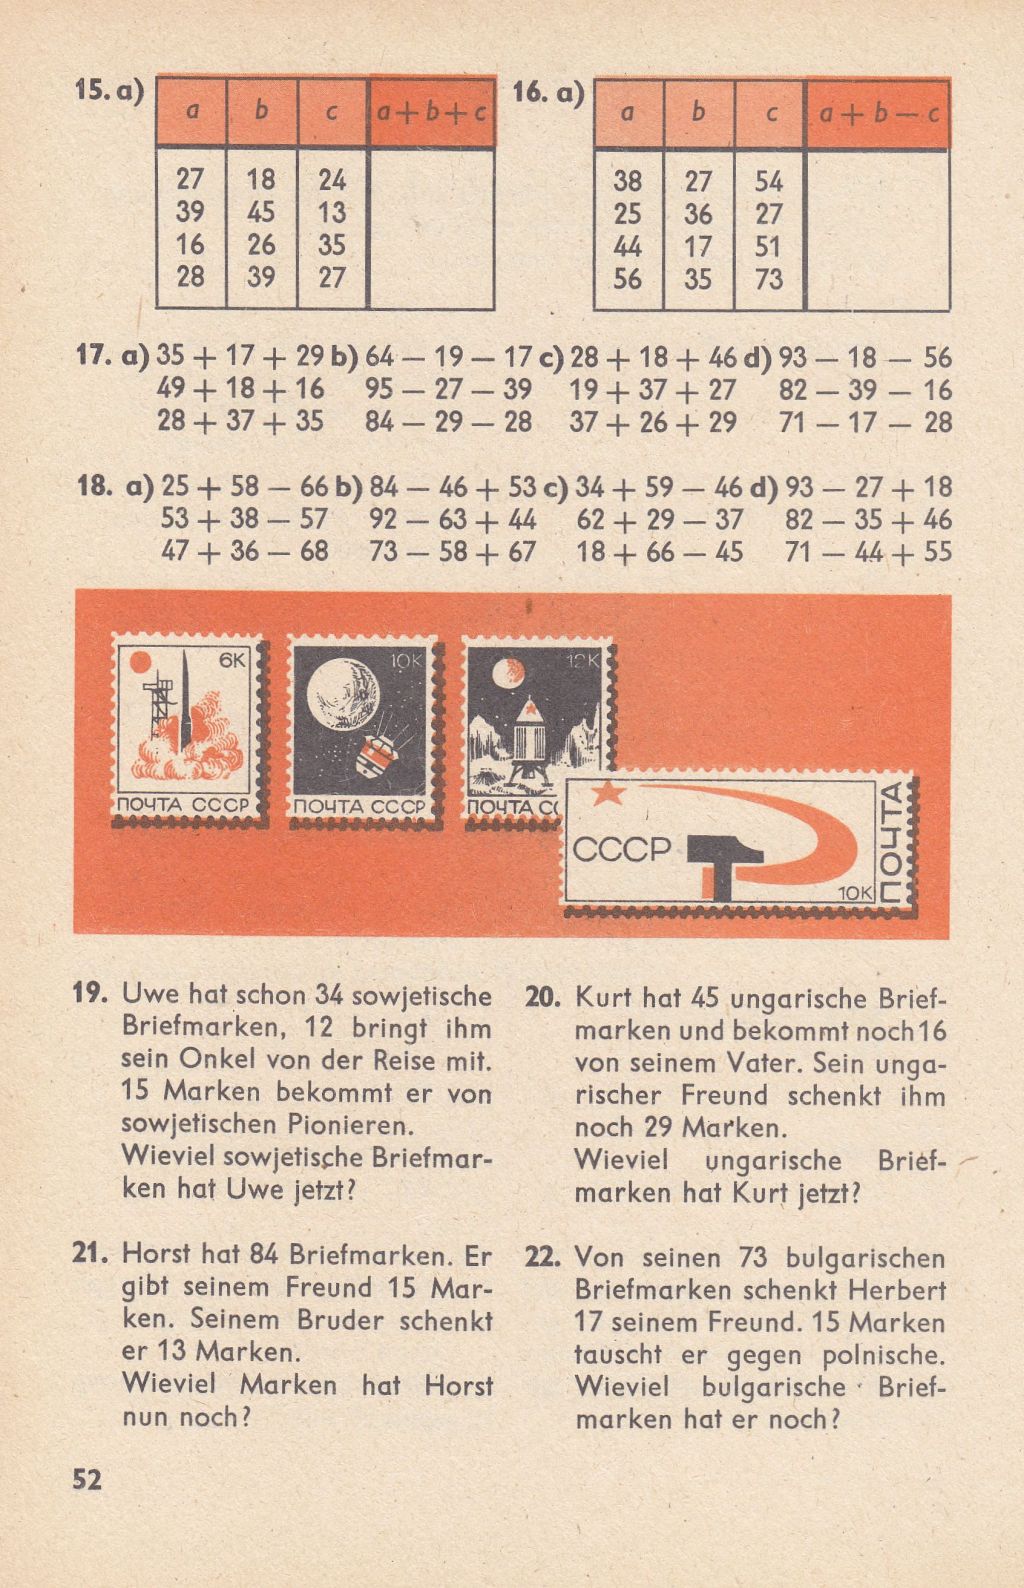 15. a)
a b c a+b+c
27 18 24
39 45 13
16 26 35
28 39 27
16. a)
a b c a+b−c
38 27 54
25 36 27
44 17 51
56 35 73
17. a) 35 + 17 + 29 b) 64 − 19 − 17 c) 28 + 18 + 46 d) 93 − 18 − 56
49 + 18 + 16 95 − 27 − 39 19 + 37 + 27 82 − 39 − 16
28 + 37 + 35 84 − 29 − 28 37 + 26 + 29 71 − 17 − 28
18. a) 25 + 58 − 66 b) 84 − 46 + 53 c) 34 + 59 − 46 d) 93 − 27 + 18
53 + 38 − 57 92 − 63 + 44 62 + 29 − 37 82 − 35 + 46
47 + 36 − 68 73 − 58 + 67 18 + 66 − 45 71 − 44 + 55
6К
ПОЧТА СССР
10К
ПОЧТА СССР
12К
ПОЧТА СС
СССР
10К
ПОЧТА
19. Uwe hat schon 34 sowjetische
Briefmarken, 12 bringt ihm
sein Onkel von der Reise mit.
15 Marken bekommt er von
sowjetischen Pionieren.
Wieviel sowjetische Briefmar-
ken hat Uwe jetzt?
20. Kurt hat 45 ungarische Brief-
marken und bekommt noch 16
von seinem Vater. Sein unga-
rischer Freund schenkt ihm
noch 29 Marken.
Wieviel ungarische Brief-
marken hat Kurt jetzt?
21. Horst hat 84 Briefmarken. Er
gibt seinem Freund 15 Mar-
ken. Seinem Bruder schenkt
er 13 Marken.
Wieviel Marken hat Horst
nun noch?
22. Von seinen 73 bulgarischen
Briefmarken schenkt Herbert
17 seinem Freund. 15 Marken
tauscht er gegen polnische.
Wieviel bulgarische Brief-
marken hat er noch?
52